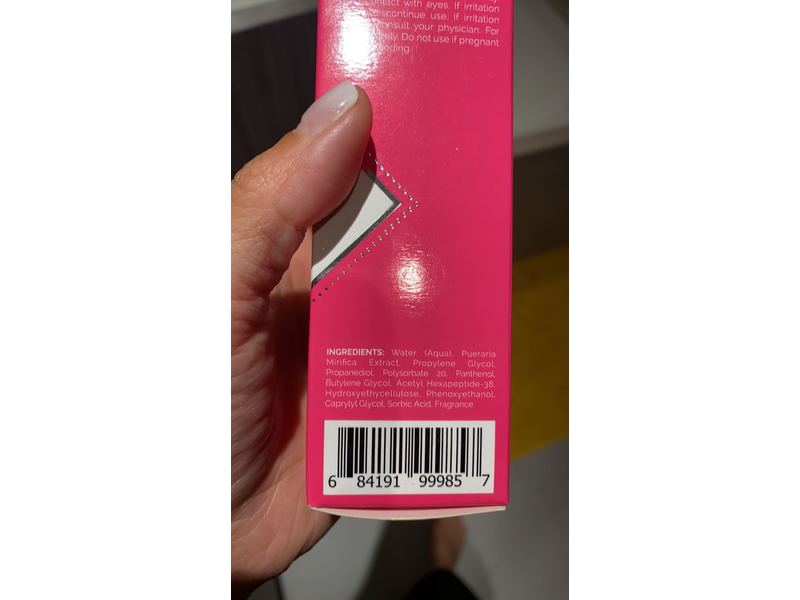 contact with eyes. If irritation
discontinue use. If irritation
consult your physician. For
only. Do not use if pregnant
INGREDIENTS: Water (Aqua), Pueraria
Mirifica Extract, Propylene Glycol,
Propanediol, Polysorbate 20, Panthenol,
Butylene Glycol, Acetyl Hexapeptide-38,
Hydroxyethycellulose, Phenoxyethanol,
Caprylyl Glycol, Sorbic Acid, Fragrance
6 84191 99985 7